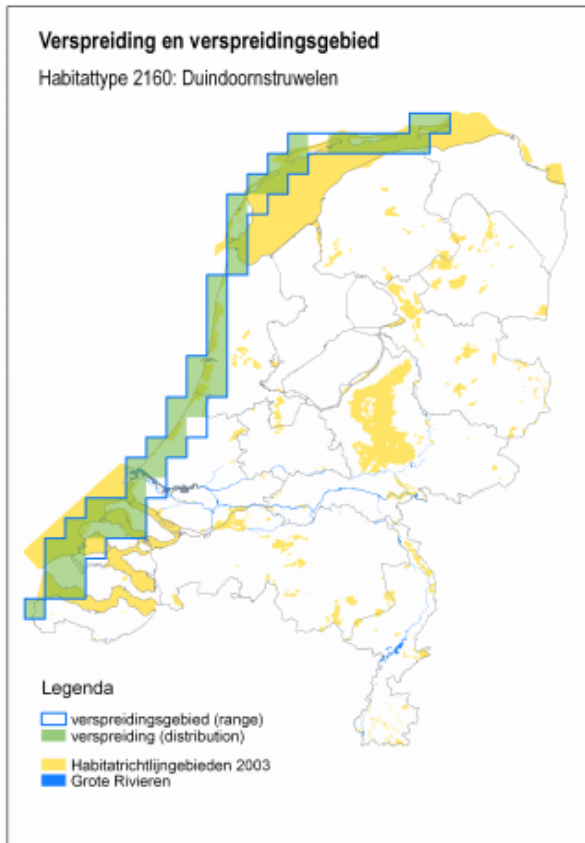 Verspreiding en verspreidingsgebied
Habitattype 2160: Duindoornstruwelen
Legenda
verspreidingsgebied (range)
verspreiding (distribution)
Habitatrichtlijngebieden 2003
Grote Rivieren